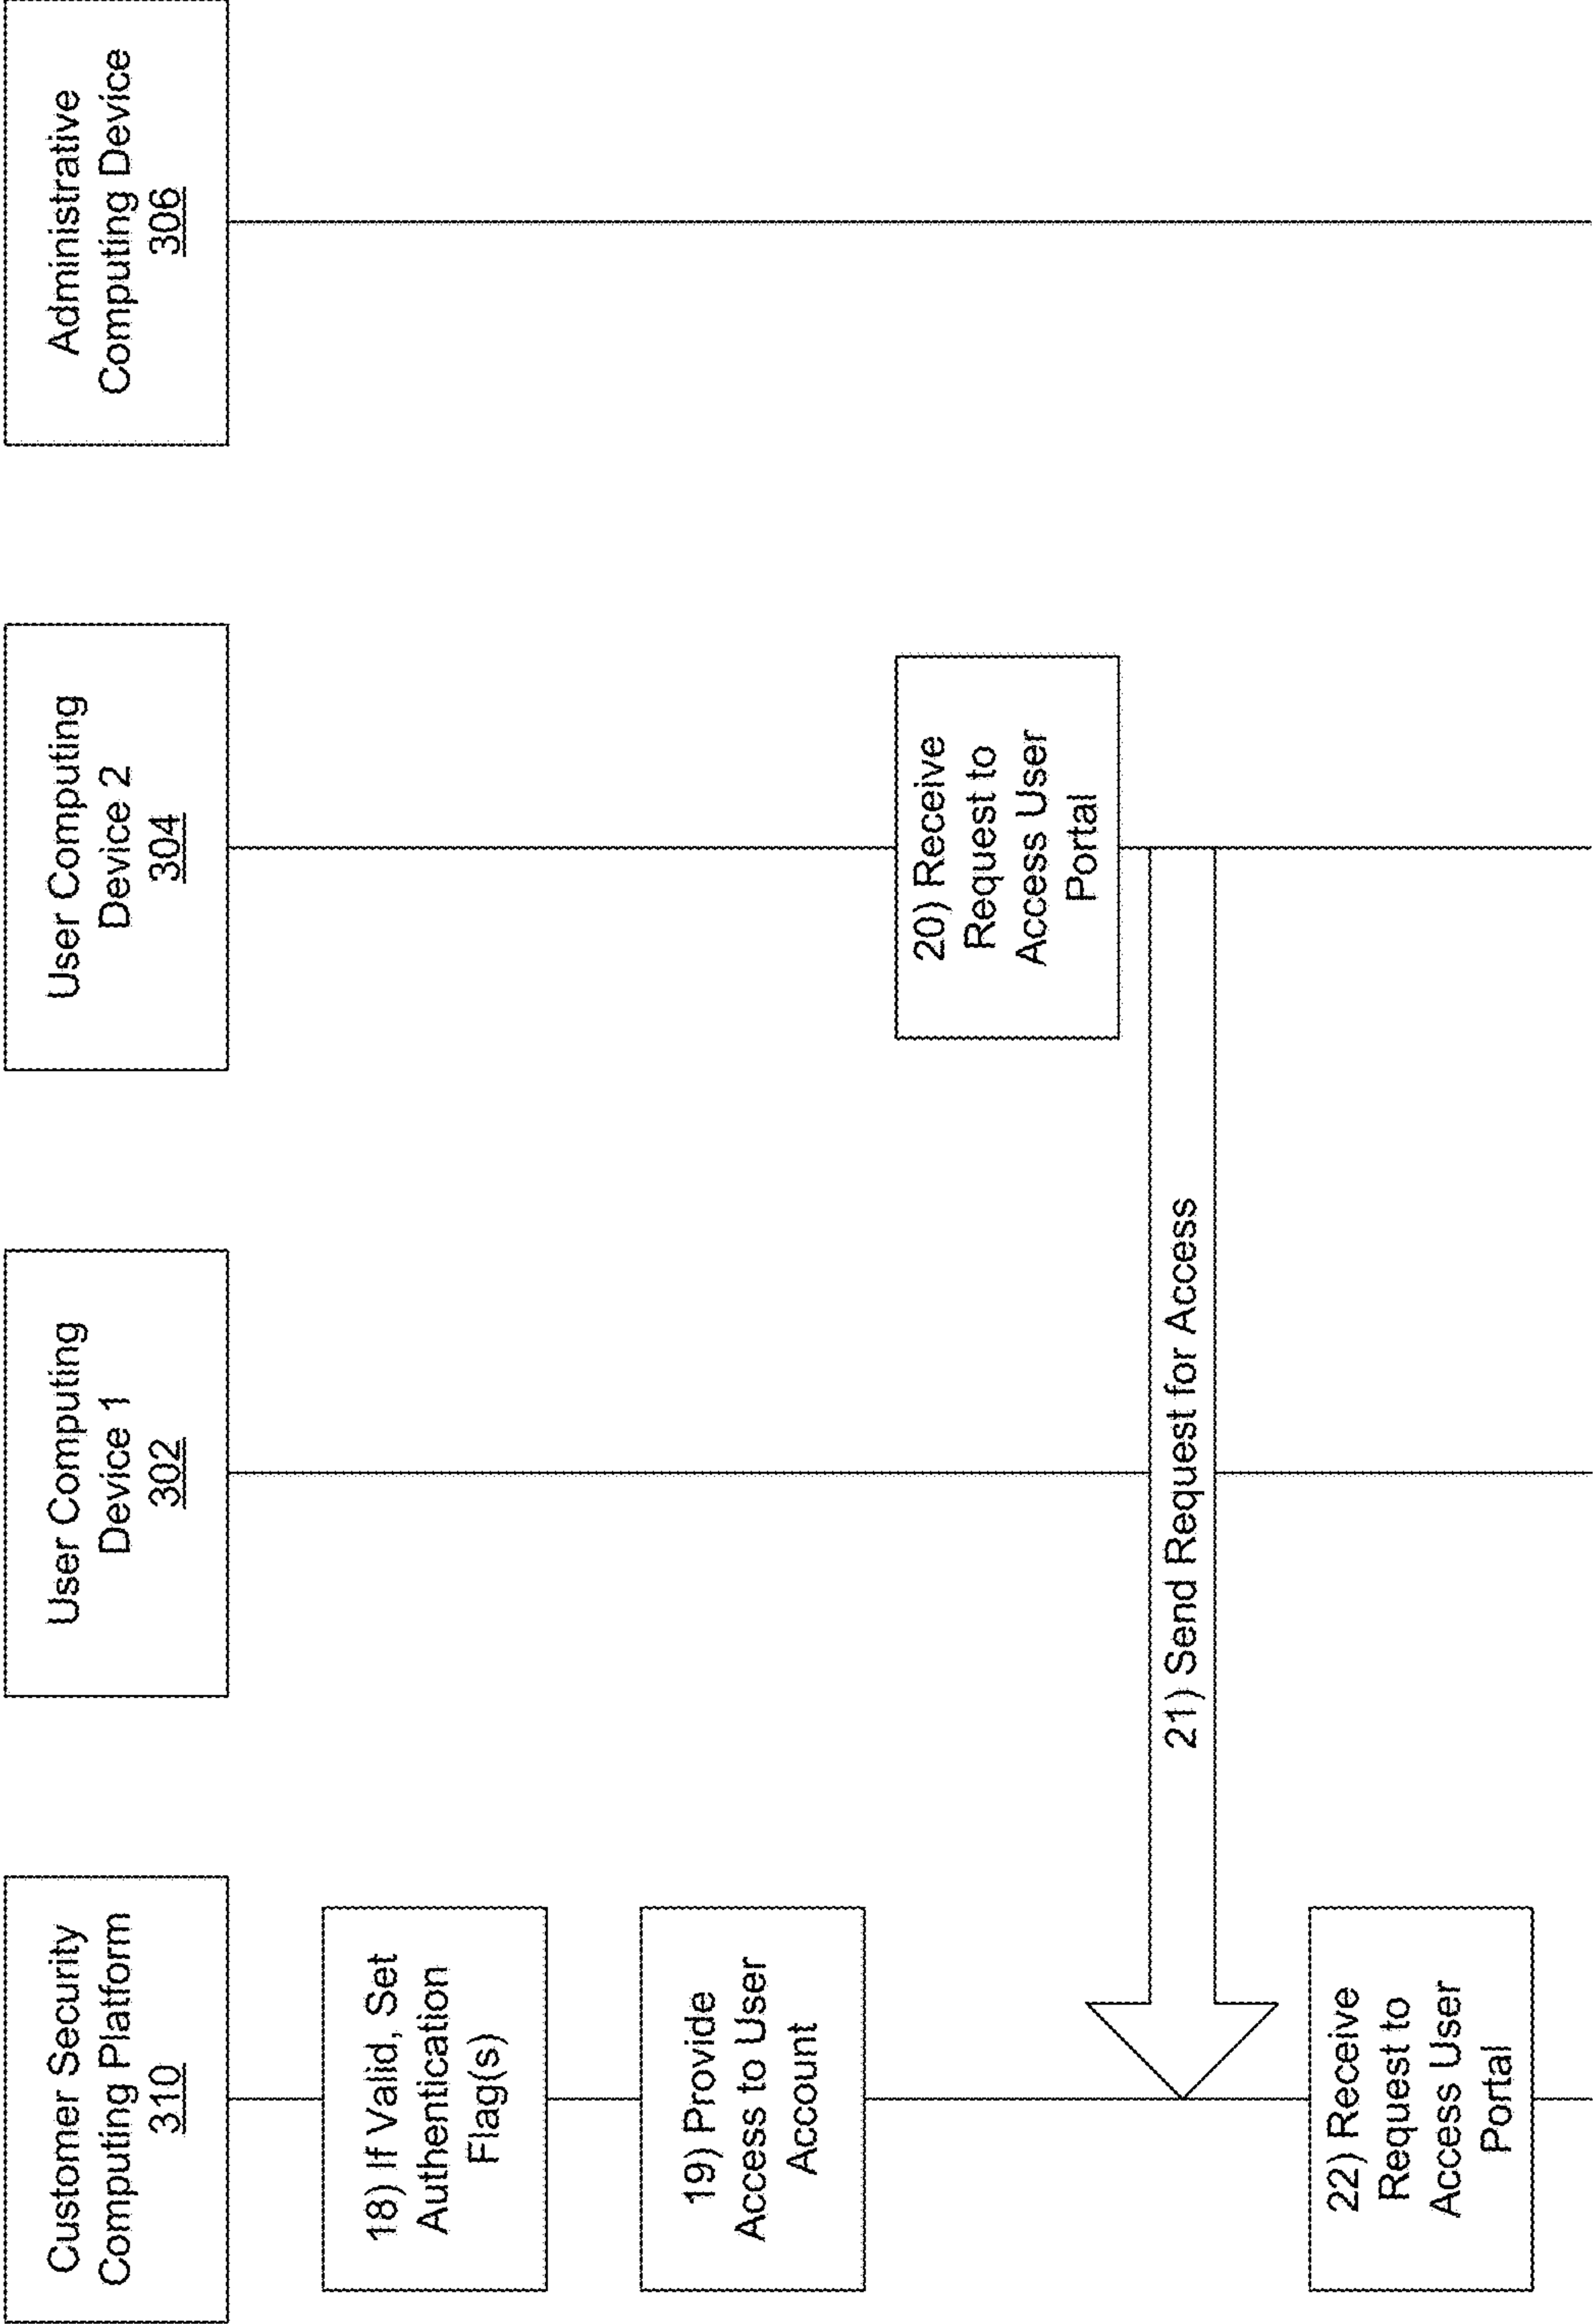 Customer Security
Computing Platform
310
User Computing
Device 1
302
User Computing
Device 2
304
Administrative
Computing Device
306
18) If Valid, Set
Authentication
Flag(s)
19) Provide
Access to User
Account
20) Receive
Request to
Access User
Portal
21) Send Request for Access
22) Receive
Request to
Access User
Portal